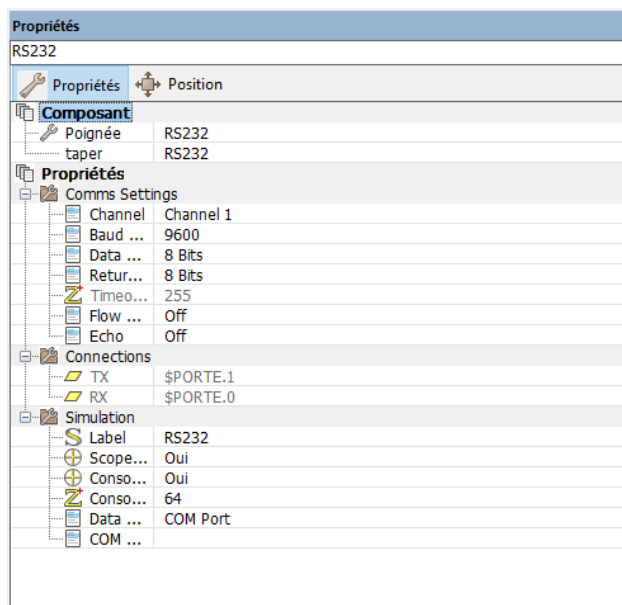 Propriétés
RS232
Propriétés Position
Composant
Poignée RS232
taper RS232
Propriétés
Comms Settings
Channel Channel 1
Baud ... 9600
Data ... 8 Bits
Retur... 8 Bits
Timeo... 255
Flow ... Off
Echo Off
Connections
TX $PORTE.1
RX $PORTE.0
Simulation
Label RS232
Scope... Oui
Conso... Oui
Conso... 64
Data ... COM Port
COM ...